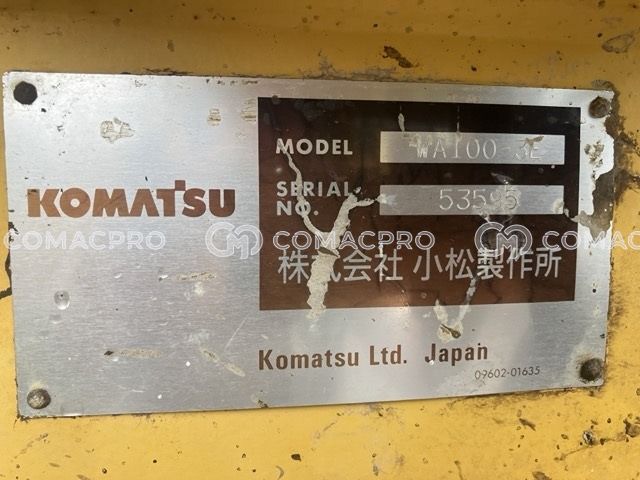 KOMATSU
MODEL WA100-3E
SERIAL NO. 53595
株式会社 小松製作所
Komatsu Ltd. Japan
09602-01635
COMACPRO COMACPRO COMACPRO